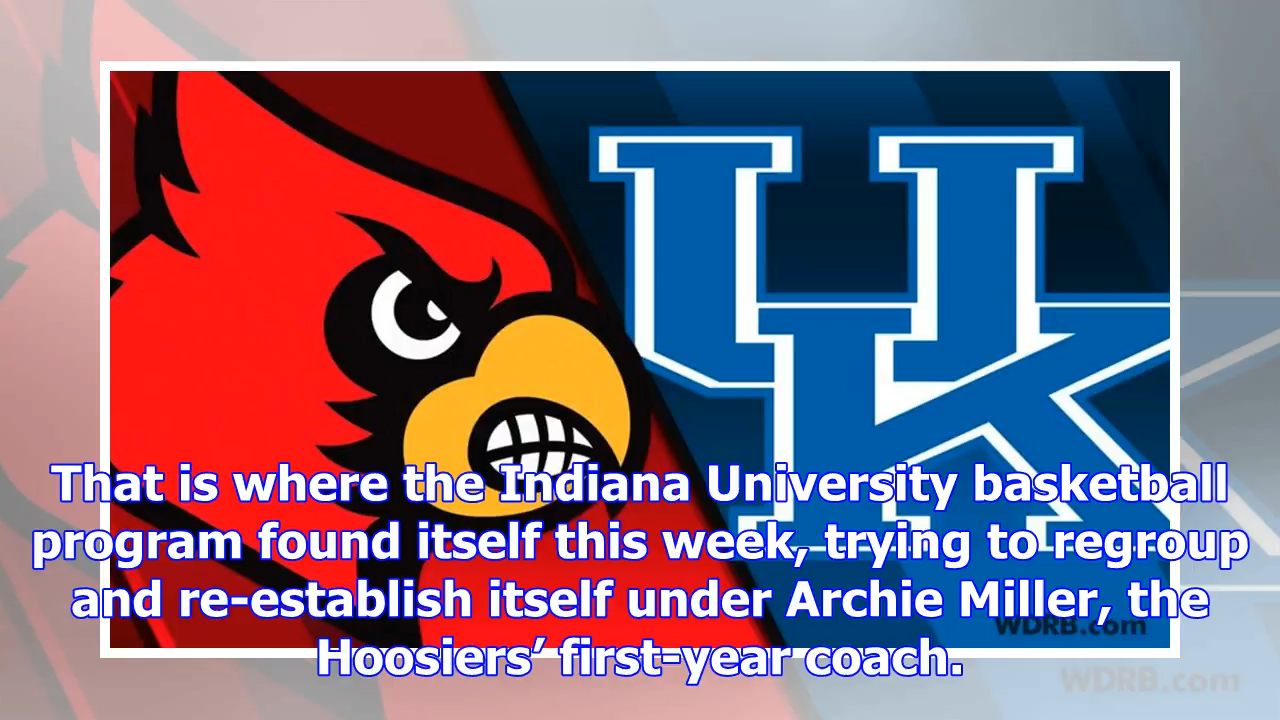 UK
That is where the Indiana University basketball
program found itself this week, trying to regroup
and re-establish itself under Archie Miller, the
WDRB.com
Hoosiers’ first-year coach.
WDRB.com